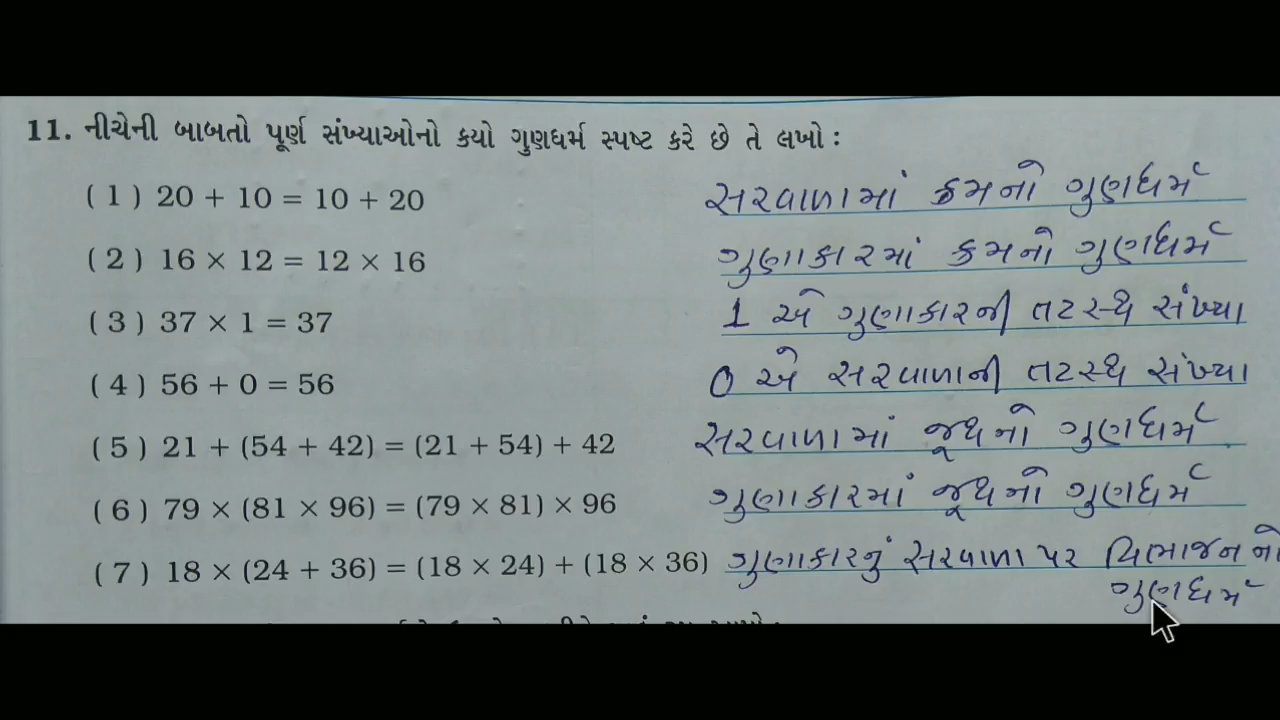 11. નીચેની બાબતો પૂર્ણ સંખ્યાઓનો કયો ગુણધર્મ સ્પષ્ટ કરે છે તે લખો :
( 1 ) 20 + 10 = 10 + 20 સરવાળામાં ક્રમનો ગુણધર્મ
( 2 ) 16 × 12 = 12 × 16 ગુણાકારમાં ક્રમનો ગુણધર્મ
( 3 ) 37 × 1 = 37 1 એ ગુણાકારની તટસ્થ સંખ્યા
( 4 ) 56 + 0 = 56 0 એ સરવાળાની તટસ્થ સંખ્યા
( 5 ) 21 + (54 + 42) = (21 + 54) + 42 સરવાળામાં જૂથનો ગુણધર્મ
( 6 ) 79 × (81 × 96) = (79 × 81) × 96 ગુણાકારમાં જૂથનો ગુણધર્મ
( 7 ) 18 × (24 + 36) = (18 × 24) + (18 × 36) ગુણાકારનું સરવાળા પર વિભાજન નો
ગુણધર્મ